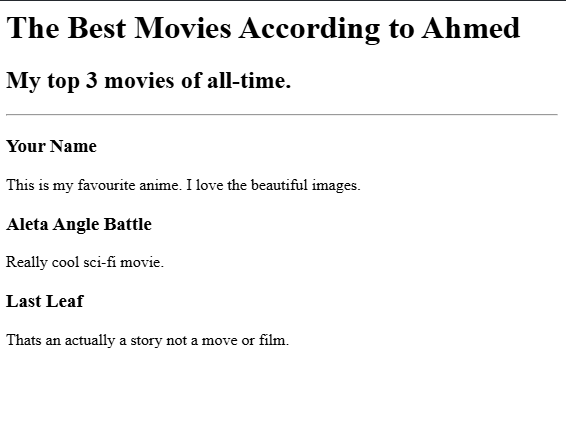 The Best Movies According to Ahmed
My top 3 movies of all-time.
Your Name
This is my favourite anime. I love the beautiful images.
Aleta Angle Battle
Really cool sci-fi movie.
Last Leaf
Thats an actually a story not a move or film.